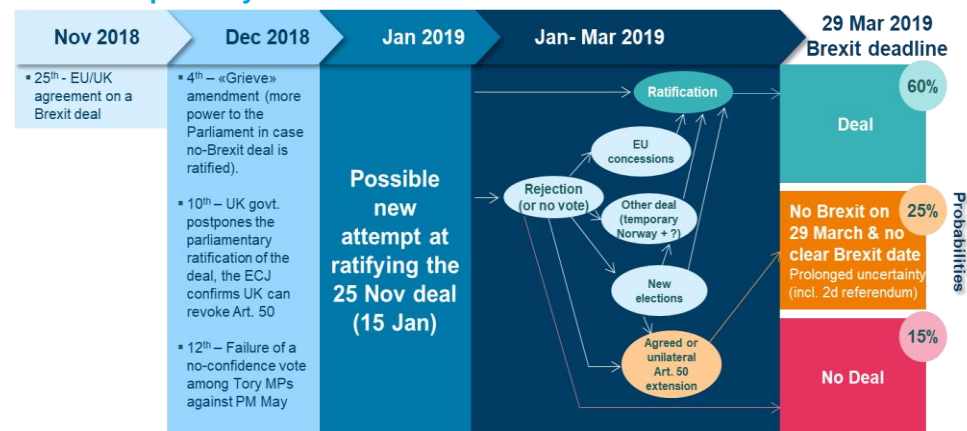 Nov 2018
Dec 2018
Jan 2019
Jan- Mar 2019
29 Mar 2019
Brexit deadline
▪ 25th - EU/UK
agreement on a
Brexit deal
▪ 4th – «Grieve»
amendment (more
power to the
Parliament in case
no-Brexit deal is
ratified).
▪ 10th – UK govt.
postpones the
parliamentary
ratification of the
deal, the ECJ
confirms UK can
revoke Art. 50
▪ 12th – Failure of a
no-confidence vote
among Tory MPs
against PM May
Possible
new
attempt at
ratifying the
25 Nov deal
(15 Jan)
Ratification
EU
concessions
Rejection
(or no vote)
Other deal
(temporary
Norway + ?)
New
elections
Agreed or
unilateral
Art. 50
extension
60%
Deal
25%
No Brexit on
29 March & no
clear Brexit date
Prolonged uncertainty
(incl. 2d referendum)
15%
No Deal
Probabilities